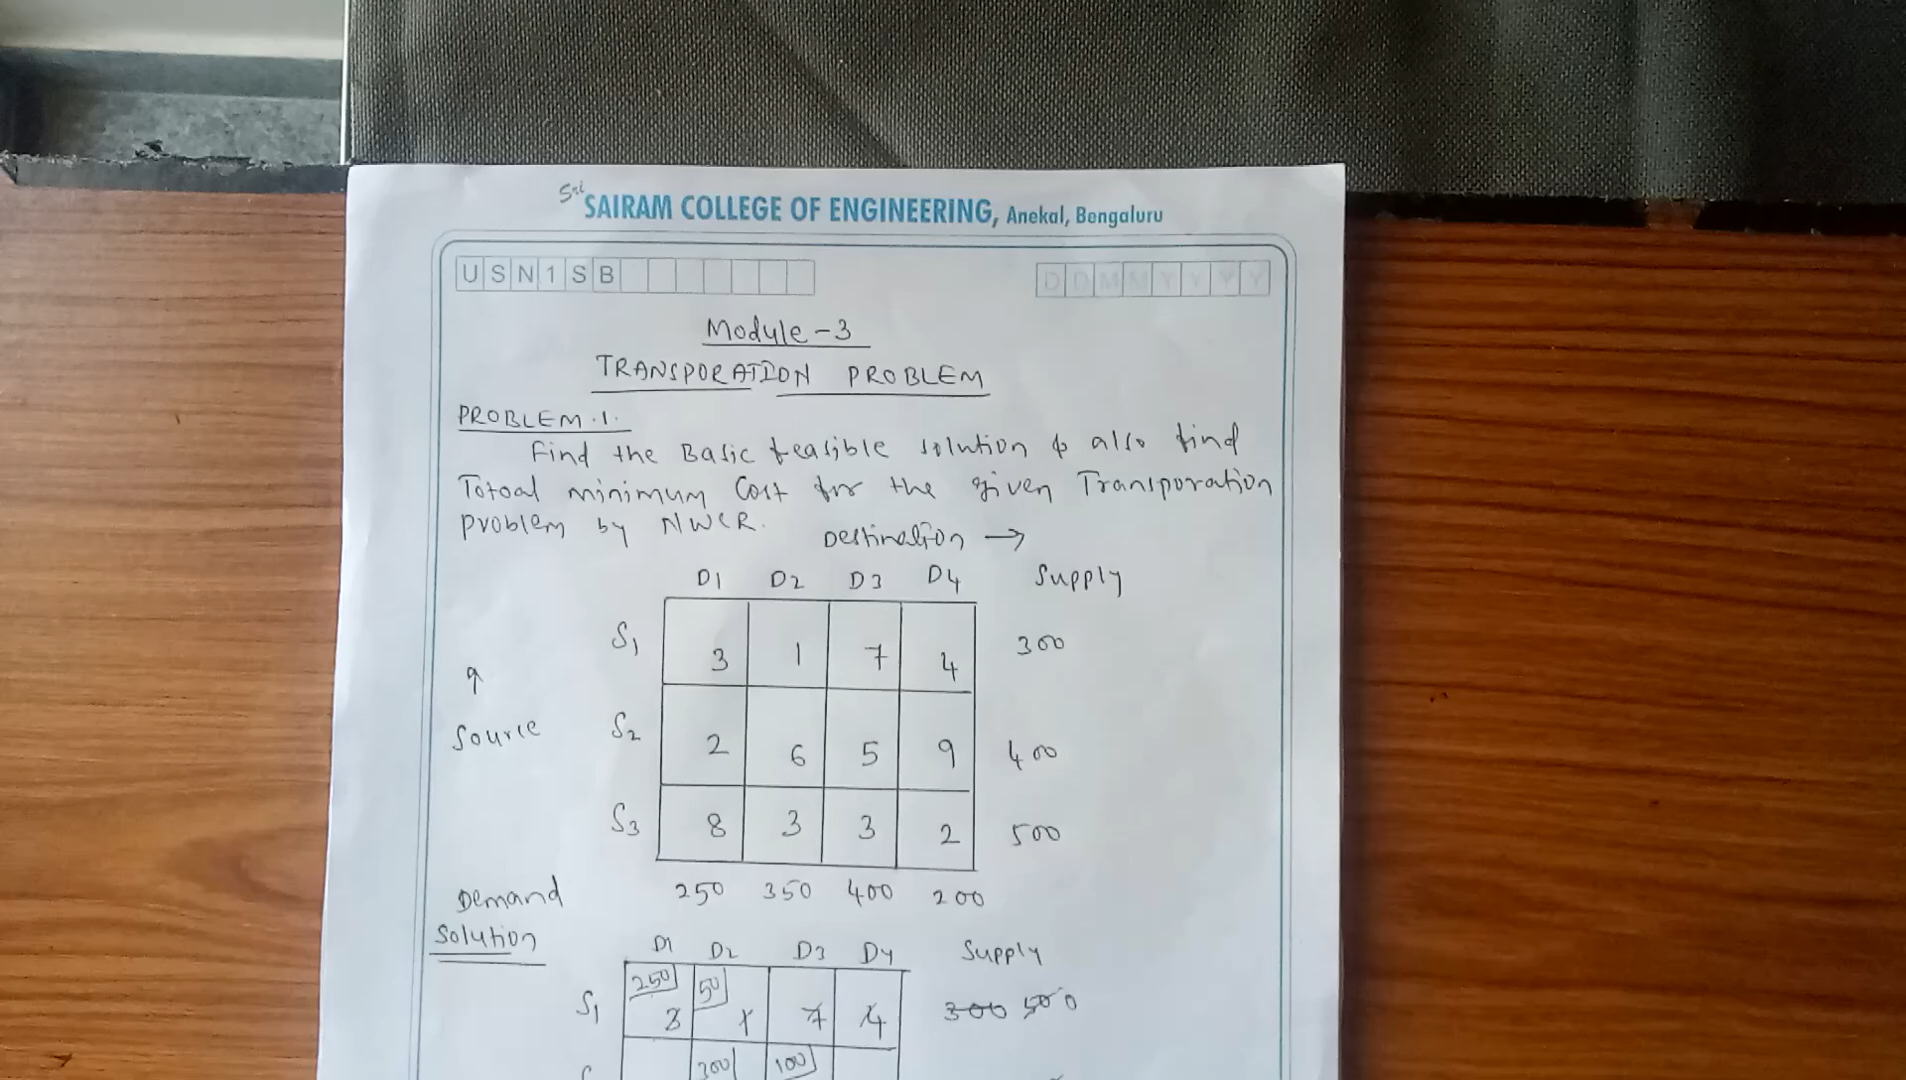 Sri
SAIRAM COLLEGE OF ENGINEERING, Anekal, Bengaluru
USN1SB DDMMYYYY
Module-3
TRANSPORATION PROBLEM
PROBLEM.1.
Find the Basic feasible solution & also find
Totoal minimum Cost for the given Transporation
problem by NWCR.
Destination →
D1 D2 D3 D4 Supply
S1 3 1 7 4 300
Source
S2 2 6 5 9 400
S3 8 3 3 2 500
Demand 250 350 400 200
Solution
D1 D2 D3 D4 Supply
250 50
S1 3 1 7 4 300 50 0
300 100